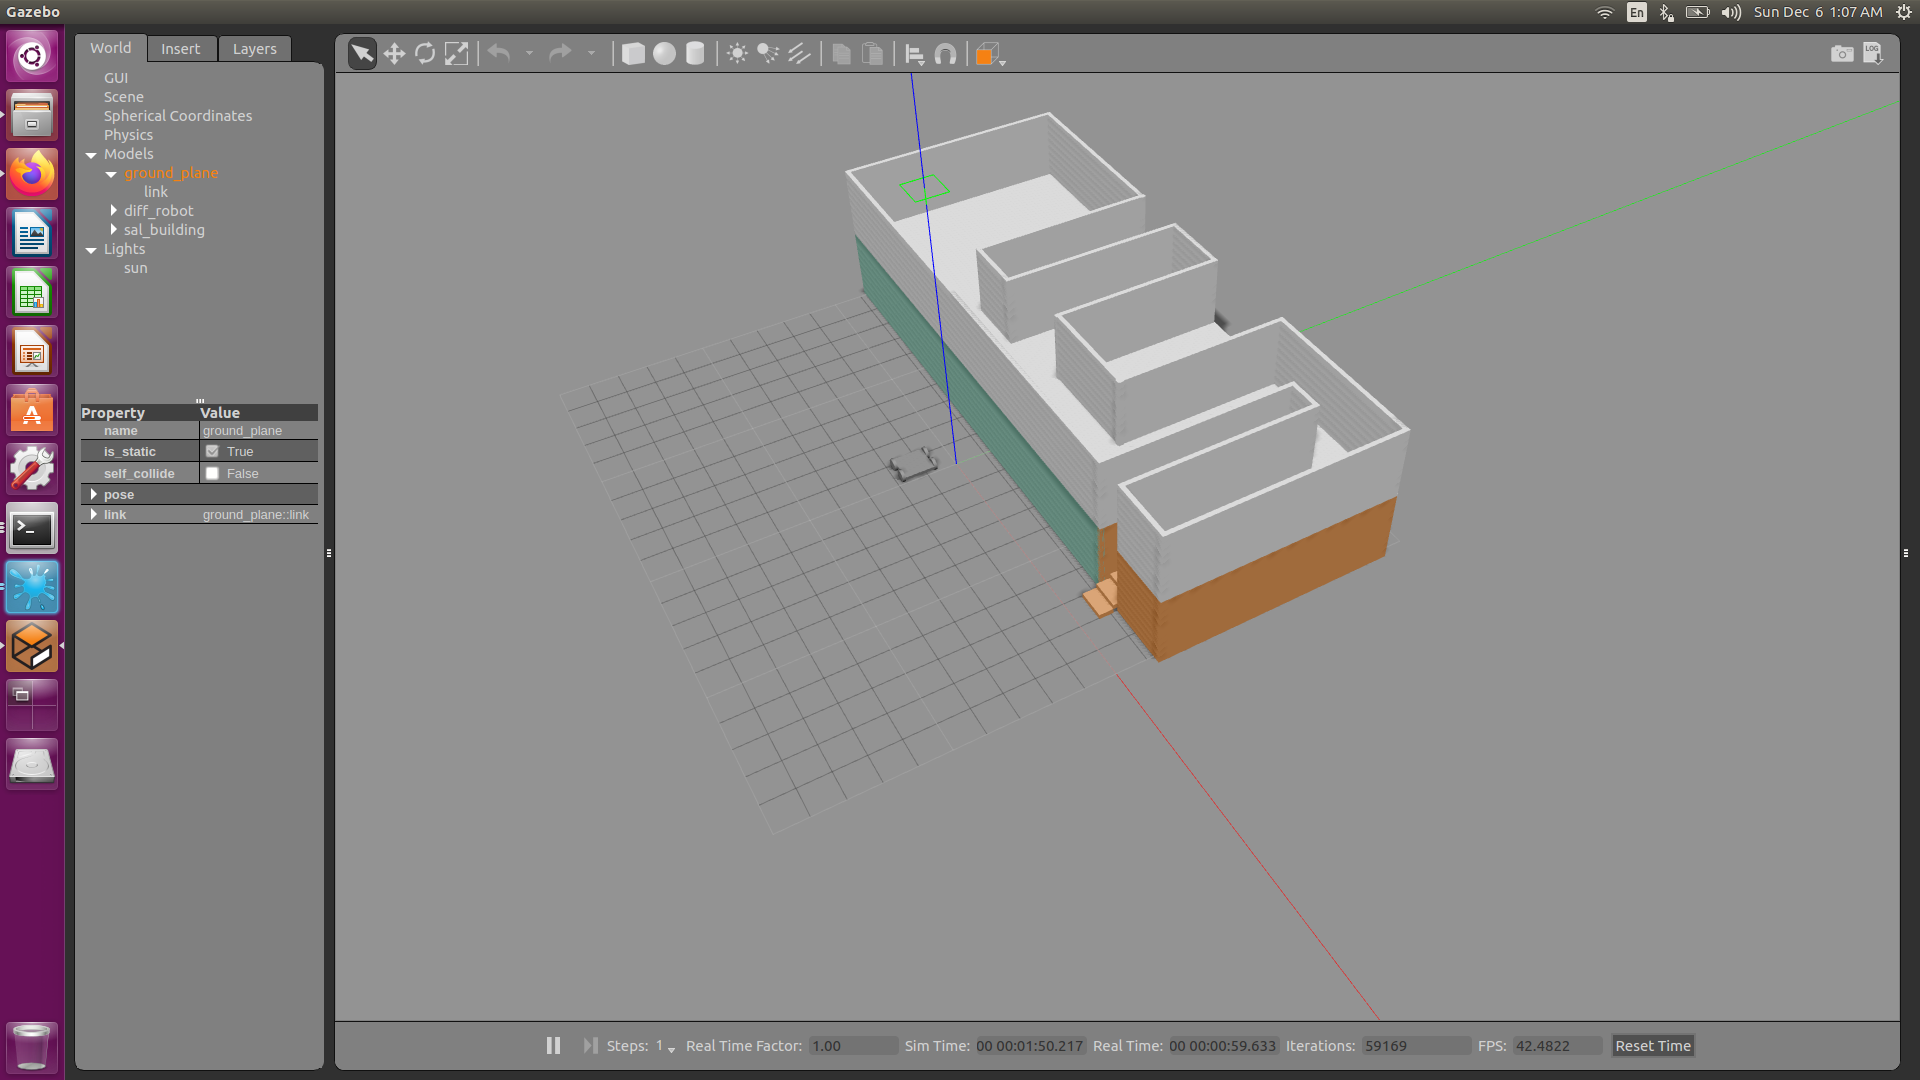 Gazebo
En
Sun Dec 6 1:07 AM
World
Insert
Layers
LOG
GUI
Scene
Spherical Coordinates
Physics
Models
ground_plane
link
diff_robot
sal_building
Lights
sun
Property Value
name ground_plane
is_static True
self_collide False
pose
link ground_plane::link
Steps: 1 Real Time Factor: 1.00 Sim Time: 00 00:01:50.217 Real Time: 00 00:00:59.633 Iterations: 59169 FPS: 42.4822 Reset Time